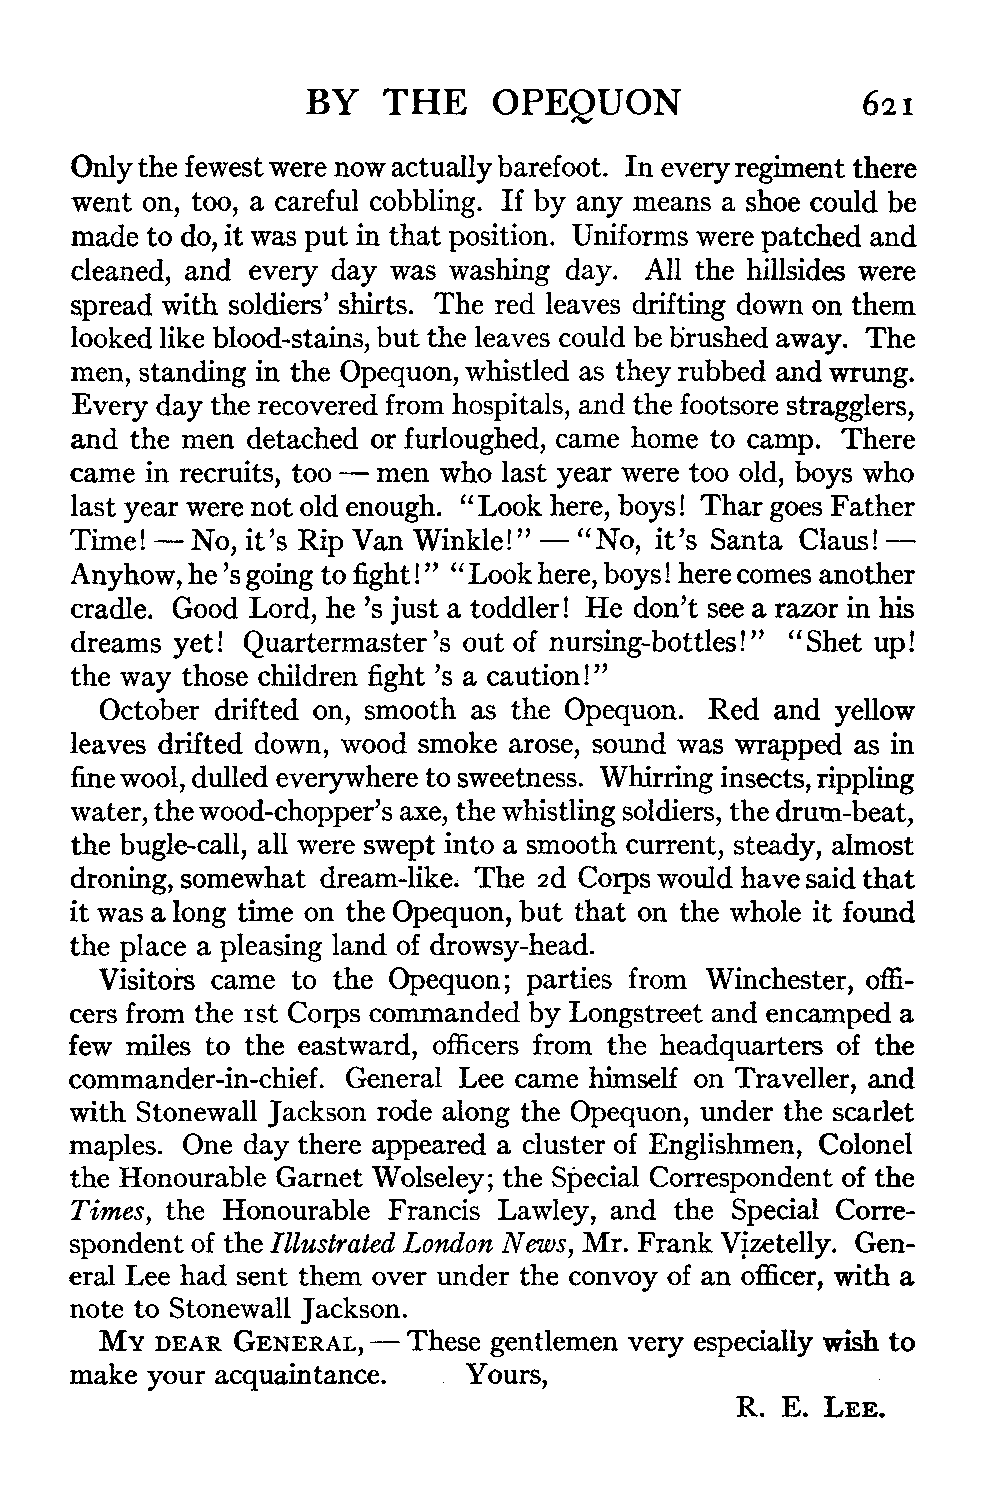 BY THE OPEQUON 621
Only the fewest were now actually barefoot. In every regiment there
went on, too, a careful cobbling. If by any means a shoe could be
made to do, it was put in that position. Uniforms were patched and
cleaned, and every day was washing day. All the hillsides were
spread with soldiers' shirts. The red leaves drifting down on them
looked like blood-stains, but the leaves could be brushed away. The
men, standing in the Opequon, whistled as they rubbed and wrung.
Every day the recovered from hospitals, and the footsore stragglers,
and the men detached or furloughed, came home to camp. There
came in recruits, too — men who last year were too old, boys who
last year were not old enough. "Look here, boys! Thar goes Father
Time! — No, it's Rip Van Winkle!" — "No, it's Santa Claus! —
Anyhow, he 's going to fight!" "Look here, boys! here comes another
cradle. Good Lord, he 's just a toddler! He don't see a razor in his
dreams yet! Quartermaster 's out of nursing-bottles!" "Shet up!
the way those children fight 's a caution!"
October drifted on, smooth as the Opequon. Red and yellow
leaves drifted down, wood smoke arose, sound was wrapped as in
fine wool, dulled everywhere to sweetness. Whirring insects, rippling
water, the wood-chopper's axe, the whistling soldiers, the drum-beat,
the bugle-call, all were swept into a smooth current, steady, almost
droning, somewhat dream-like. The 2d Corps would have said that
it was a long time on the Opequon, but that on the whole it found
the place a pleasing land of drowsy-head.
Visitors came to the Opequon; parties from Winchester, offi-
cers from the 1st Corps commanded by Longstreet and encamped a
few miles to the eastward, officers from the headquarters of the
commander-in-chief. General Lee came himself on Traveller, and
with Stonewall Jackson rode along the Opequon, under the scarlet
maples. One day there appeared a cluster of Englishmen, Colonel
the Honourable Garnet Wolseley; the Special Correspondent of the
Times, the Honourable Francis Lawley, and the Special Corre-
spondent of the Illustrated London News, Mr. Frank Vizetelly. Gen-
eral Lee had sent them over under the convoy of an officer, with a
note to Stonewall Jackson.
MY DEAR GENERAL, — These gentlemen very especially wish to
make your acquaintance. Yours,
R. E. LEE.